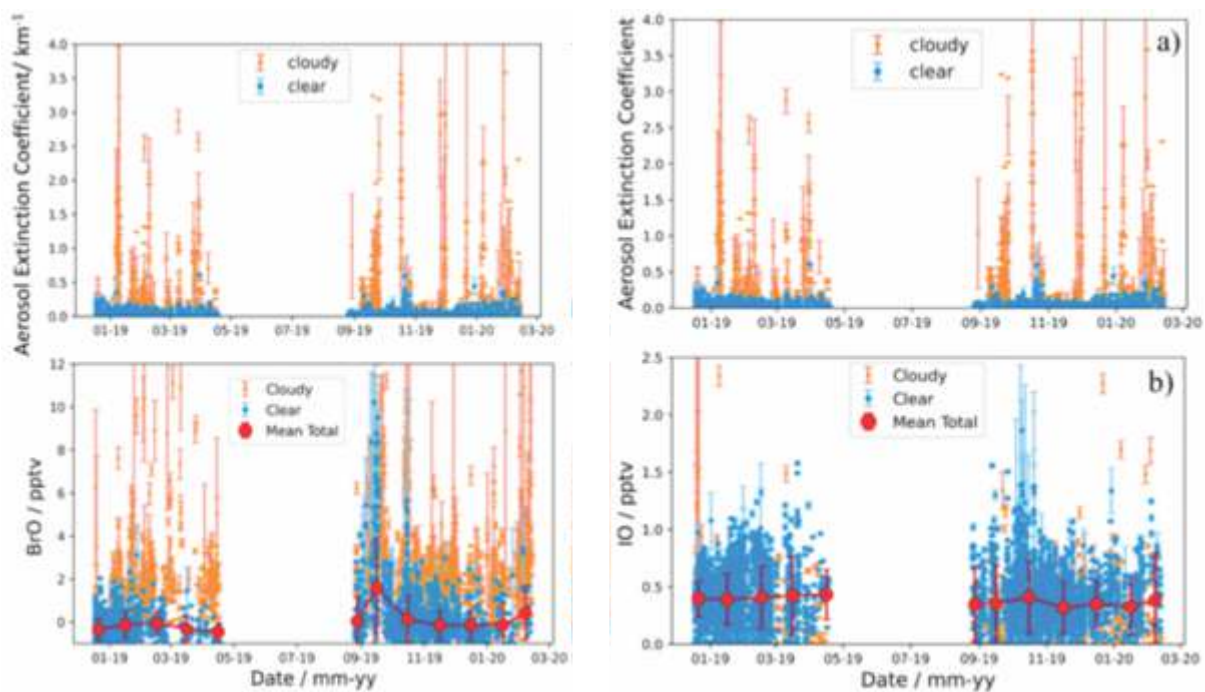 Aerosol Extinction Coefficient/ km⁻¹
4.0
3.5
3.0
2.5
2.0
1.5
1.0
0.5
0.0
cloudy
clear
01-19 03-19 05-19 07-19 09-19 11-19 01-20 03-20
Aerosol Extinction Coefficient
4.0
3.5
3.0
2.5
2.0
1.5
1.0
0.5
0.0
cloudy
clear
a)
01-19 03-19 05-19 07-19 09-19 11-19 01-20 03-20
BrO / pptv
12
10
8
6
4
2
0
Cloudy
Clear
Mean Total
01-19 03-19 05-19 07-19 09-19 11-19 01-20 03-20
Date / mm-yy
IO / pptv
2.5
2.0
1.5
1.0
0.5
0.0
Cloudy
Clear
Mean Total
b)
01-19 03-19 05-19 07-19 09-19 11-19 01-20 03-20
Date / mm-yy